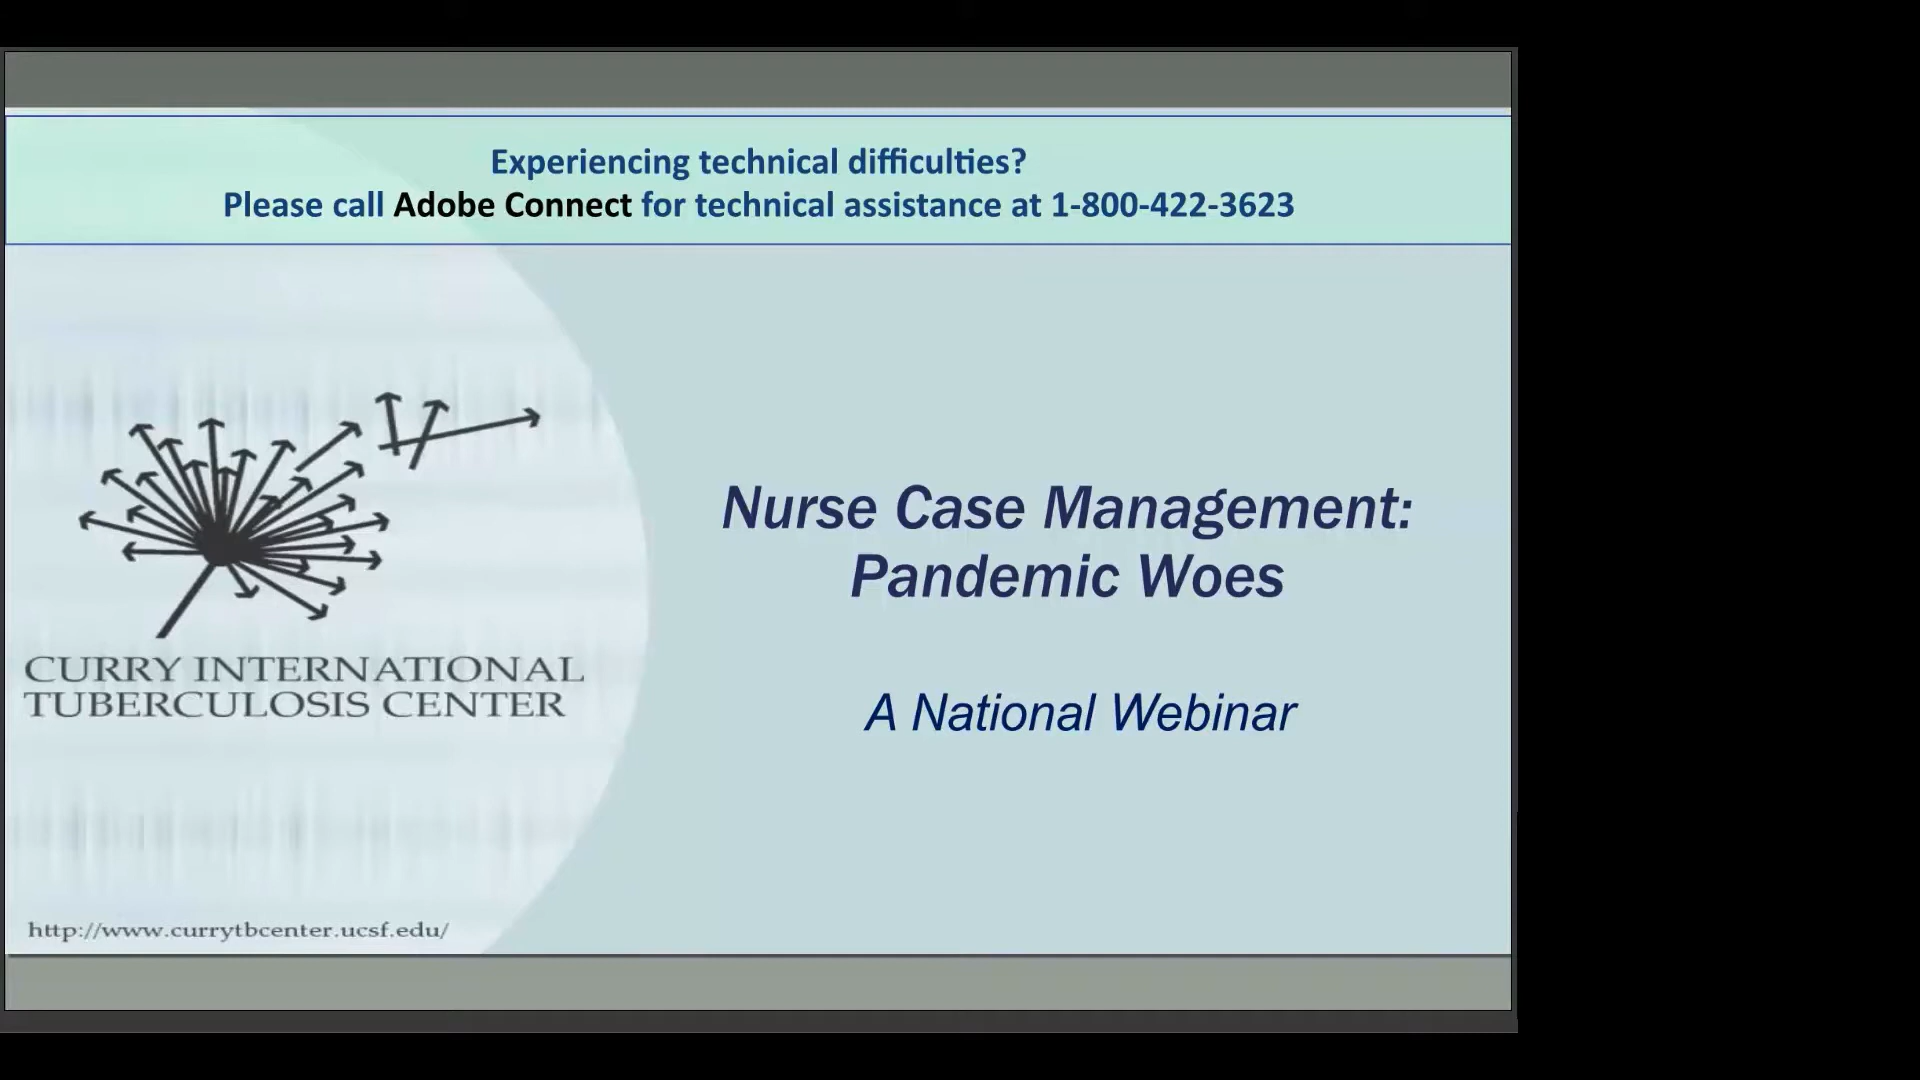 Experiencing technical difficulties?
Please call Adobe Connect for technical assistance at 1-800-422-3623
Nurse Case Management:
Pandemic Woes
A National Webinar
CURRY INTERNATIONAL
TUBERCULOSIS CENTER
http://www.currytbcenter.ucsf.edu/